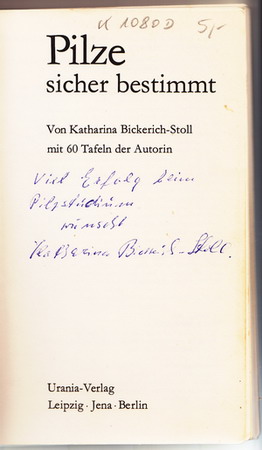 K 1080 D 5,-
Pilze
sicher bestimmt
Von Katharina Bickerich-Stoll
mit 60 Tafeln der Autorin
Viel Erfolg beim
Pilzstudium
wünscht
Katharina Bickerich-Stoll.
Urania-Verlag
Leipzig · Jena · Berlin